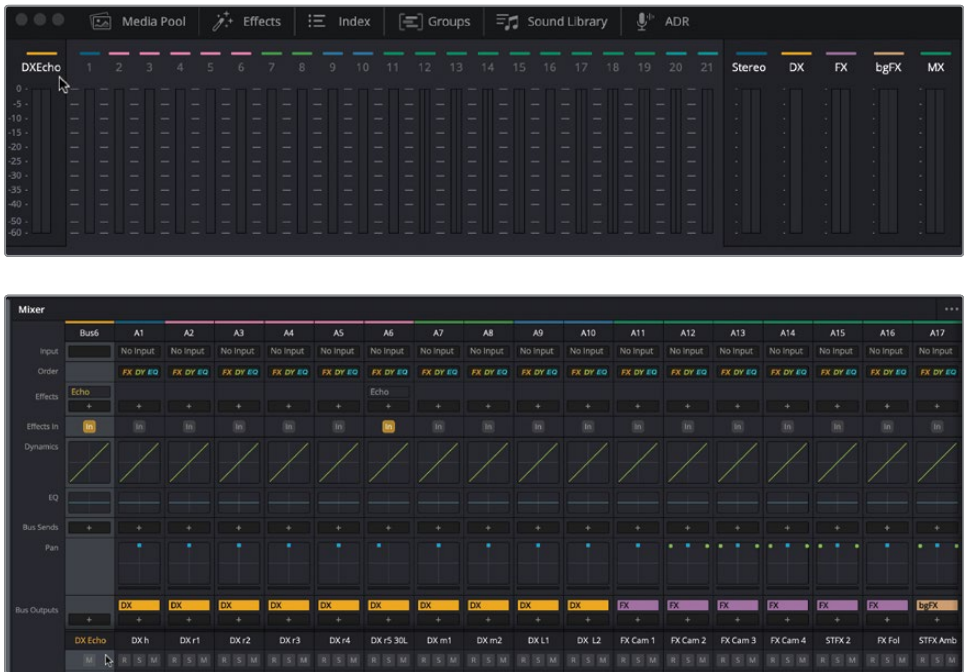 Media Pool Effects Index Groups Sound Library ADR
DXEcho 1 2 3 4 5 6 7 8 9 10 11 12 13 14 15 16 17 18 19 20 21 Stereo DX FX bgFX MX
0
-5
-10
-15
-20
-25
-30
-35
-40
-50
-60
Mixer
Bus6 A1 A2 A3 A4 A5 A6 A7 A8 A9 A10 A11 A12 A13 A14 A15 A16 A17
Input No Input No Input No Input No Input No Input No Input No Input No Input No Input No Input No Input No Input No Input No Input No Input No Input No Input
Order FX DY EQ FX DY EQ FX DY EQ FX DY EQ FX DY EQ FX DY EQ FX DY EQ FX DY EQ FX DY EQ FX DY EQ FX DY EQ FX DY EQ FX DY EQ FX DY EQ FX DY EQ FX DY EQ FX DY EQ
Echo Echo
Effects + + + + + + + + + + + + + + + + + +
Effects In In In In In In In In In In In In In In In In In In In
Dynamics
EQ
Bus Sends + + + + + + + + + + + + + + + + + +
Pan
Bus Outputs DX DX DX DX DX DX DX DX DX DX FX FX FX FX FX FX bgFX
+ + + + + + + + + + + + + + + + + +
DX Echo DX h DX r1 DX r2 DX r3 DX r4 DX r5 30L DX m1 DX m2 DX L1 DX L2 FX Cam 1 FX Cam 2 FX Cam 3 FX Cam 4 STFX 2 FX Fol STFX Amb
M R S M R S M R S M R S M R S M R S M R S M R S M R S M R S M R S M R S M R S M R S M R S M R S M R S M